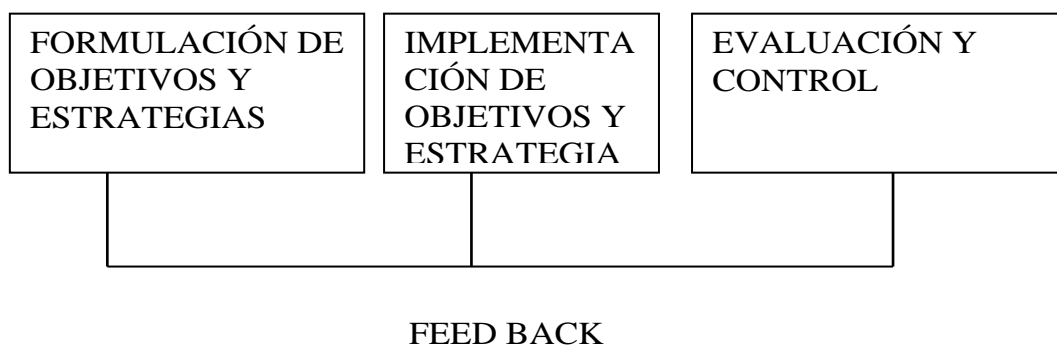 FORMULACIÓN DE
OBJETIVOS Y
ESTRATEGIAS
IMPLEMENTA
CIÓN DE
OBJETIVOS Y
ESTRATEGIA
EVALUACIÓN Y
CONTROL
FEED BACK